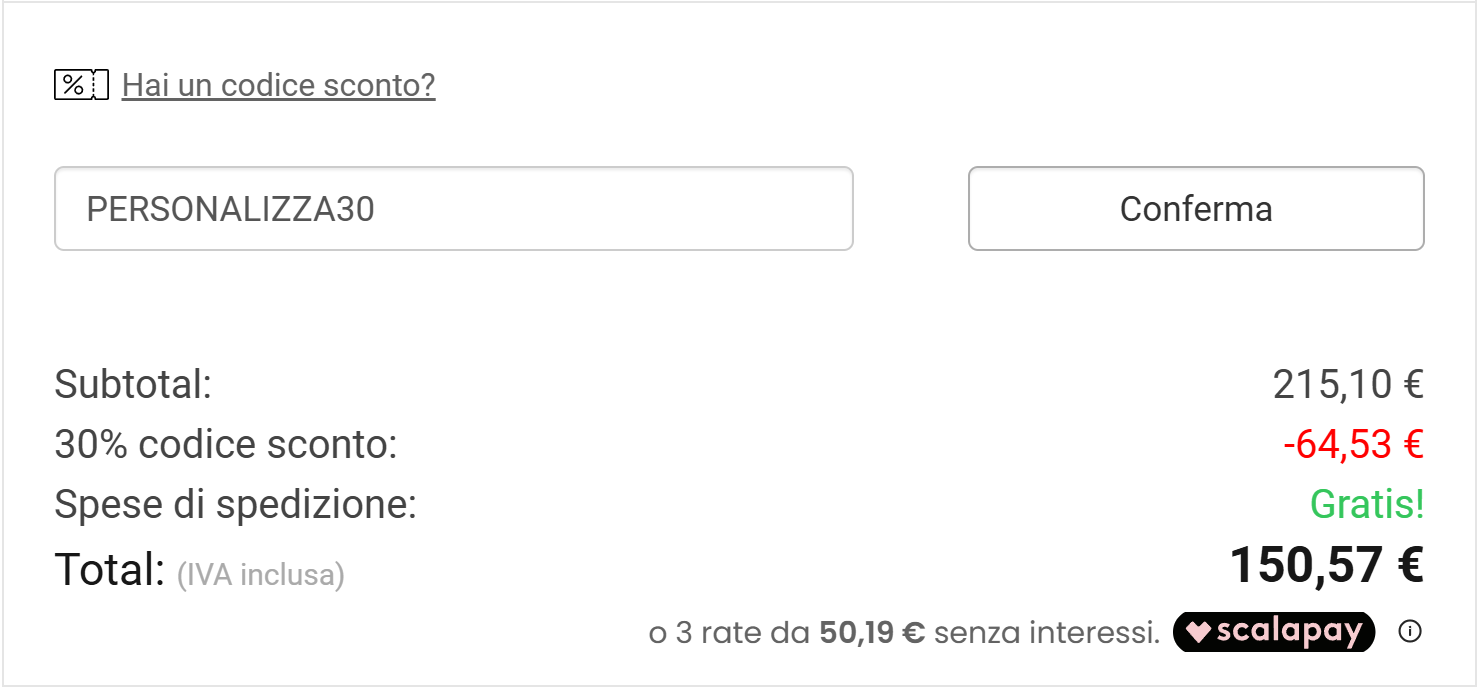 Hai un codice sconto?
PERSONALIZZA30
Conferma
Subtotal: 215,10 €
30% codice sconto: -64,53 €
Spese di spedizione: Gratis!
Total: (IVA inclusa) 150,57 €
o 3 rate da 50,19 € senza interessi. scalapay